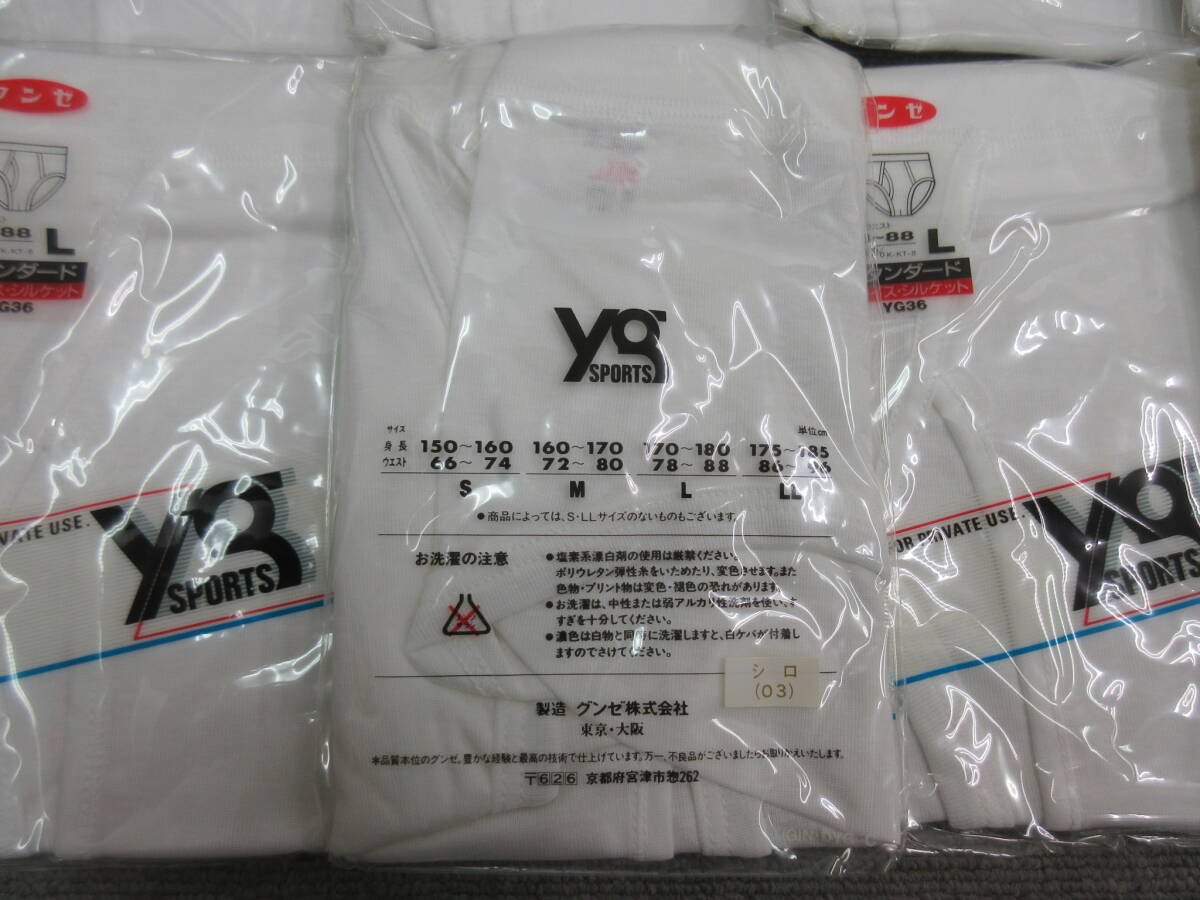 ンゼ
88 L
K-KT-8
ンダード
ズ・シルケット
YG36
VATE USE.
YG
SPORTS
YG
SPORTS
サイズ 単位cm
身長 150〜160 160〜170 170〜180 175〜185
ウエスト 66〜 74 72〜 80 78〜 88 86〜 96
S M L LL
●商品によっては、S・LLサイズのないものもございます。
お洗濯の注意
●塩素系漂白剤の使用は厳禁ください。
ポリウレタン弾性糸をいためたり、変色させます。また
色物・プリント物は変色・褪色の恐れがあります。
●お洗濯は、中性または弱アルカリ性洗剤を使い、す
すぎを十分してください。
●濃色は白物と同時に洗濯しますと、白ケバが付着し
ますのでさけてください。
シロ
(03)
製造 グンゼ株式会社
東京・大阪
＊品質本位のグンゼ。豊かな経験と最高の技術で仕上げています。万一、不良品がございましたらお取りかえいたします。
〒626 京都府宮津市惣262
ンゼ
88 L
K-KT-8
ンダード
ズ・シルケット
YG36
FOR PRIVATE USE.
YG
SPORTS